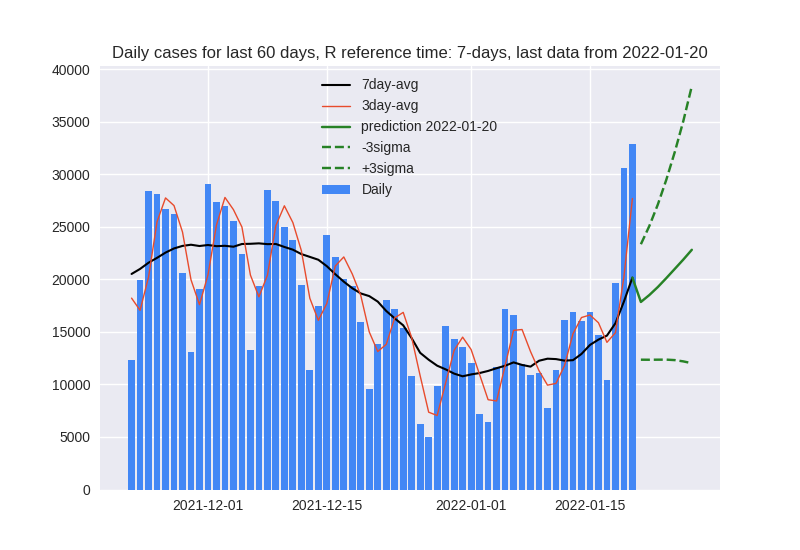 Daily cases for last 60 days, R reference time: 7-days, last data from 2022-01-20
40000
35000
30000
25000
20000
15000
10000
5000
0
7day-avg
3day-avg
prediction 2022-01-20
-3sigma
+3sigma
Daily
2021-12-01
2021-12-15
2022-01-01
2022-01-15